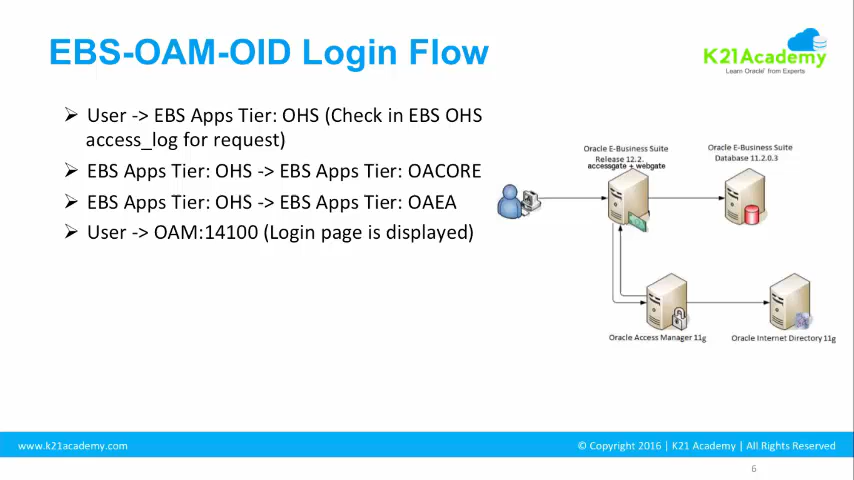 EBS-OAM-OID Login Flow
K21Academy
Learn Oracle® from Experts
➢ User -> EBS Apps Tier: OHS (Check in EBS OHS
access_log for request)
➢ EBS Apps Tier: OHS -> EBS Apps Tier: OACORE
➢ EBS Apps Tier: OHS -> EBS Apps Tier: OAEA
➢ User -> OAM:14100 (Login page is displayed)
Oracle E-Business Suite
Release 12.2.
accessgate + webgate
Oracle E-Business Suite
Database 11.2.0.3
Oracle Access Manager 11g
Oracle Internet Directory 11g
www.k21academy.com
© Copyright 2016 | K21 Academy | All Rights Reserved
6